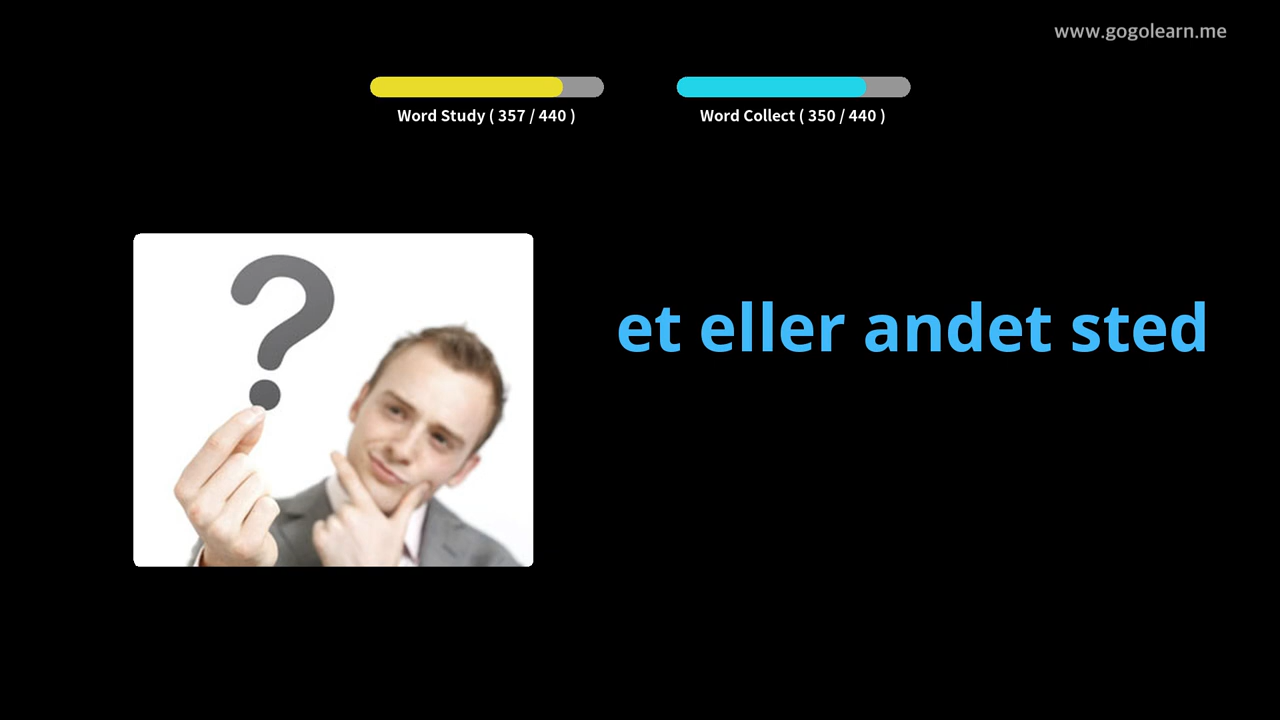 www.gogolearn.me
Word Study ( 357 / 440 )
Word Collect ( 350 / 440 )
?
et eller andet sted